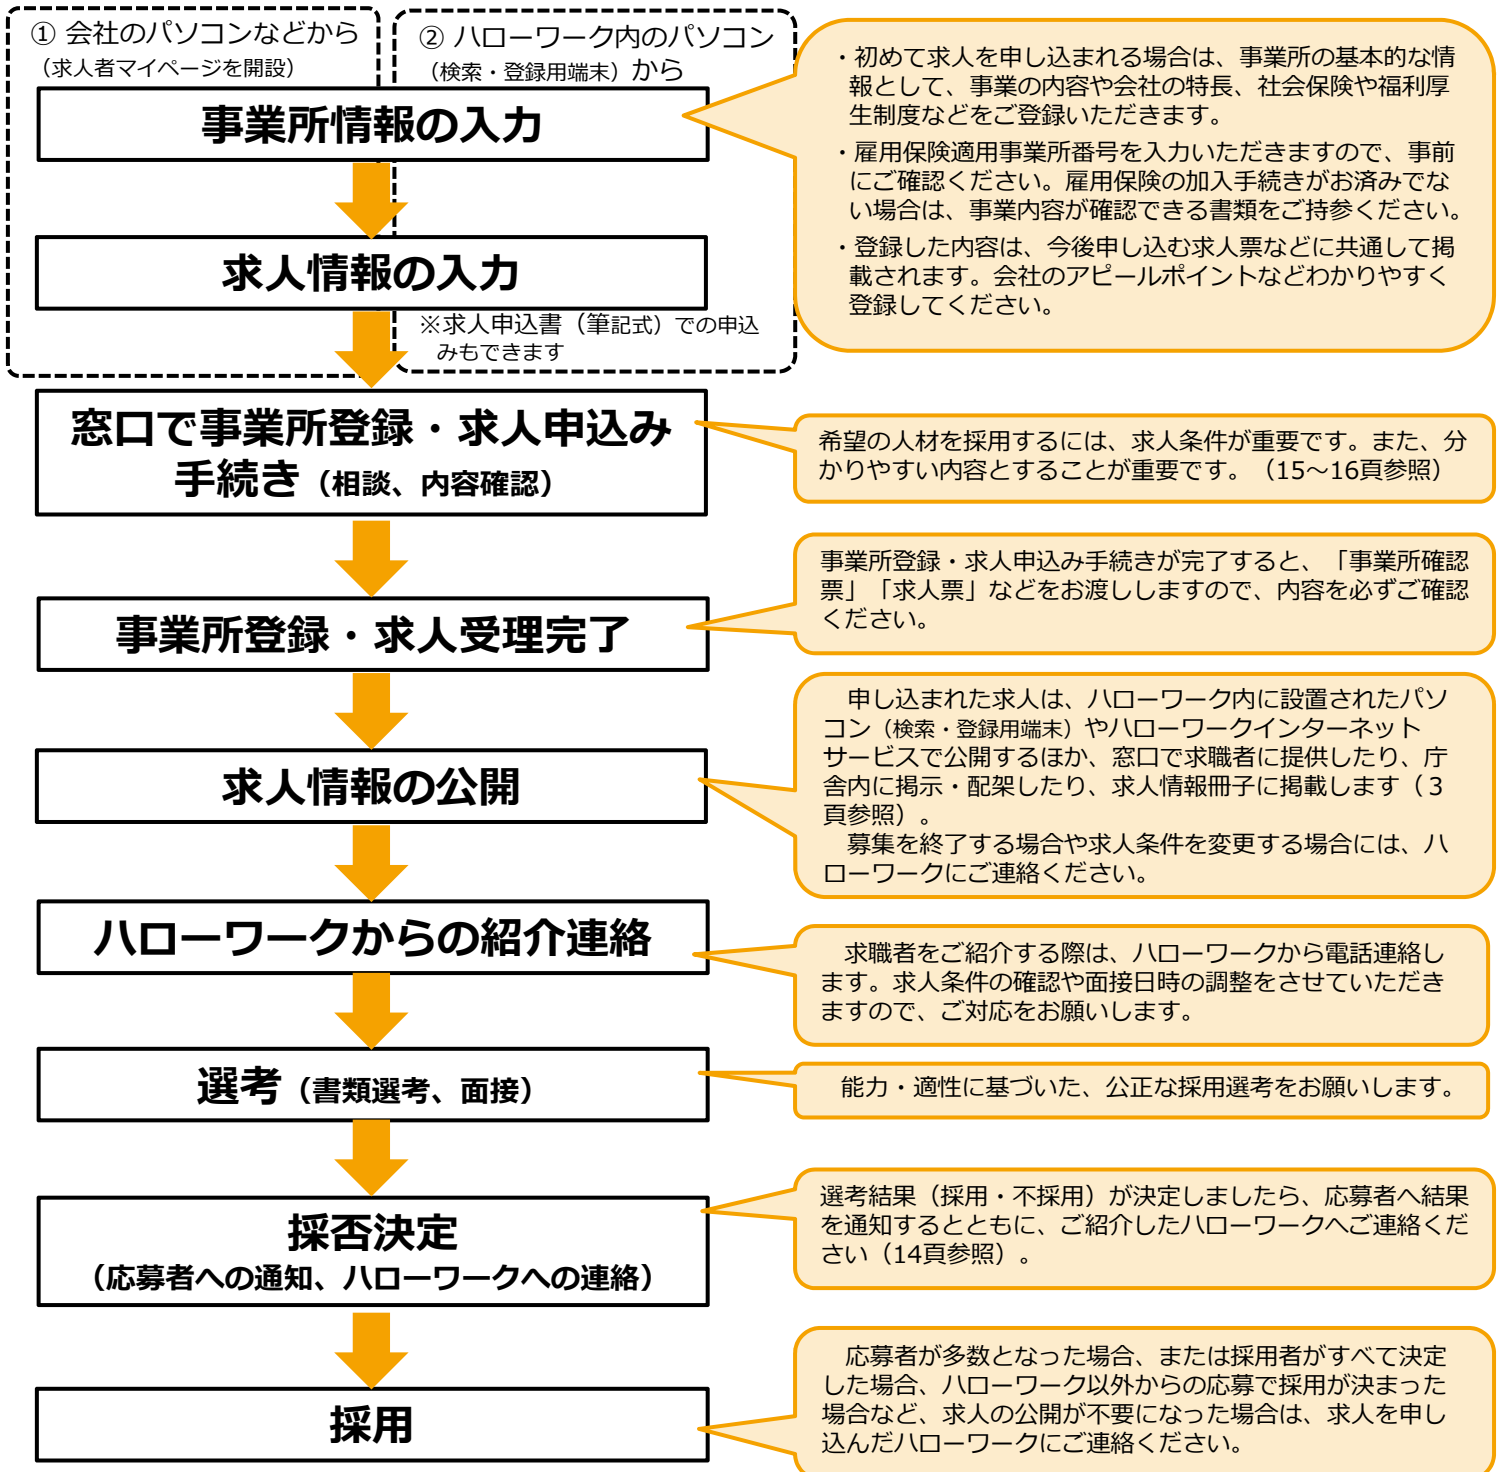 ① 会社のパソコンなどから
（求人者マイページを開設）
② ハローワーク内のパソコン
（検索・登録用端末）から
事業所情報の入力
・初めて求人を申し込まれる場合は、事業所の基本的な情
報として、事業の内容や会社の特長、社会保険や福利厚
生制度などをご登録いただきます。
・雇用保険適用事業所番号を入力いただきますので、事前
にご確認ください。雇用保険の加入手続きがお済みでな
い場合は、事業内容が確認できる書類をご持参ください。
・登録した内容は、今後申し込む求人票などに共通して掲
載されます。会社のアピールポイントなどわかりやすく
登録してください。
求人情報の入力
※求人申込書（筆記式）での申込
みもできます
窓口で事業所登録・求人申込み
手続き（相談、内容確認）
希望の人材を採用するには、求人条件が重要です。また、分
かりやすい内容とすることが重要です。（15～16頁参照）
事業所登録・求人受理完了
事業所登録・求人申込み手続きが完了すると、「事業所確認
票」「求人票」などをお渡ししますので、内容を必ずご確認
ください。
求人情報の公開
申し込まれた求人は、ハローワーク内に設置されたパソ
コン（検索・登録用端末）やハローワークインターネット
サービスで公開するほか、窓口で求職者に提供したり、庁
舎内に掲示・配架したり、求人情報冊子に掲載します（３
頁参照）。
募集を終了する場合や求人条件を変更する場合には、ハ
ローワークにご連絡ください。
ハローワークからの紹介連絡
求職者をご紹介する際は、ハローワークから電話連絡し
ます。求人条件の確認や面接日時の調整をさせていただき
ますので、ご対応をお願いします。
選考（書類選考、面接）
能力・適性に基づいた、公正な採用選考をお願いします。
採否決定
（応募者への通知、ハローワークへの連絡）
選考結果（採用・不採用）が決定しましたら、応募者へ結果
を通知するとともに、ご紹介したハローワークへご連絡くだ
さい（14頁参照）。
採用
応募者が多数となった場合、または採用者がすべて決定
した場合、ハローワーク以外からの応募で採用が決まった
場合など、求人の公開が不要になった場合は、求人を申し
込んだハローワークにご連絡ください。